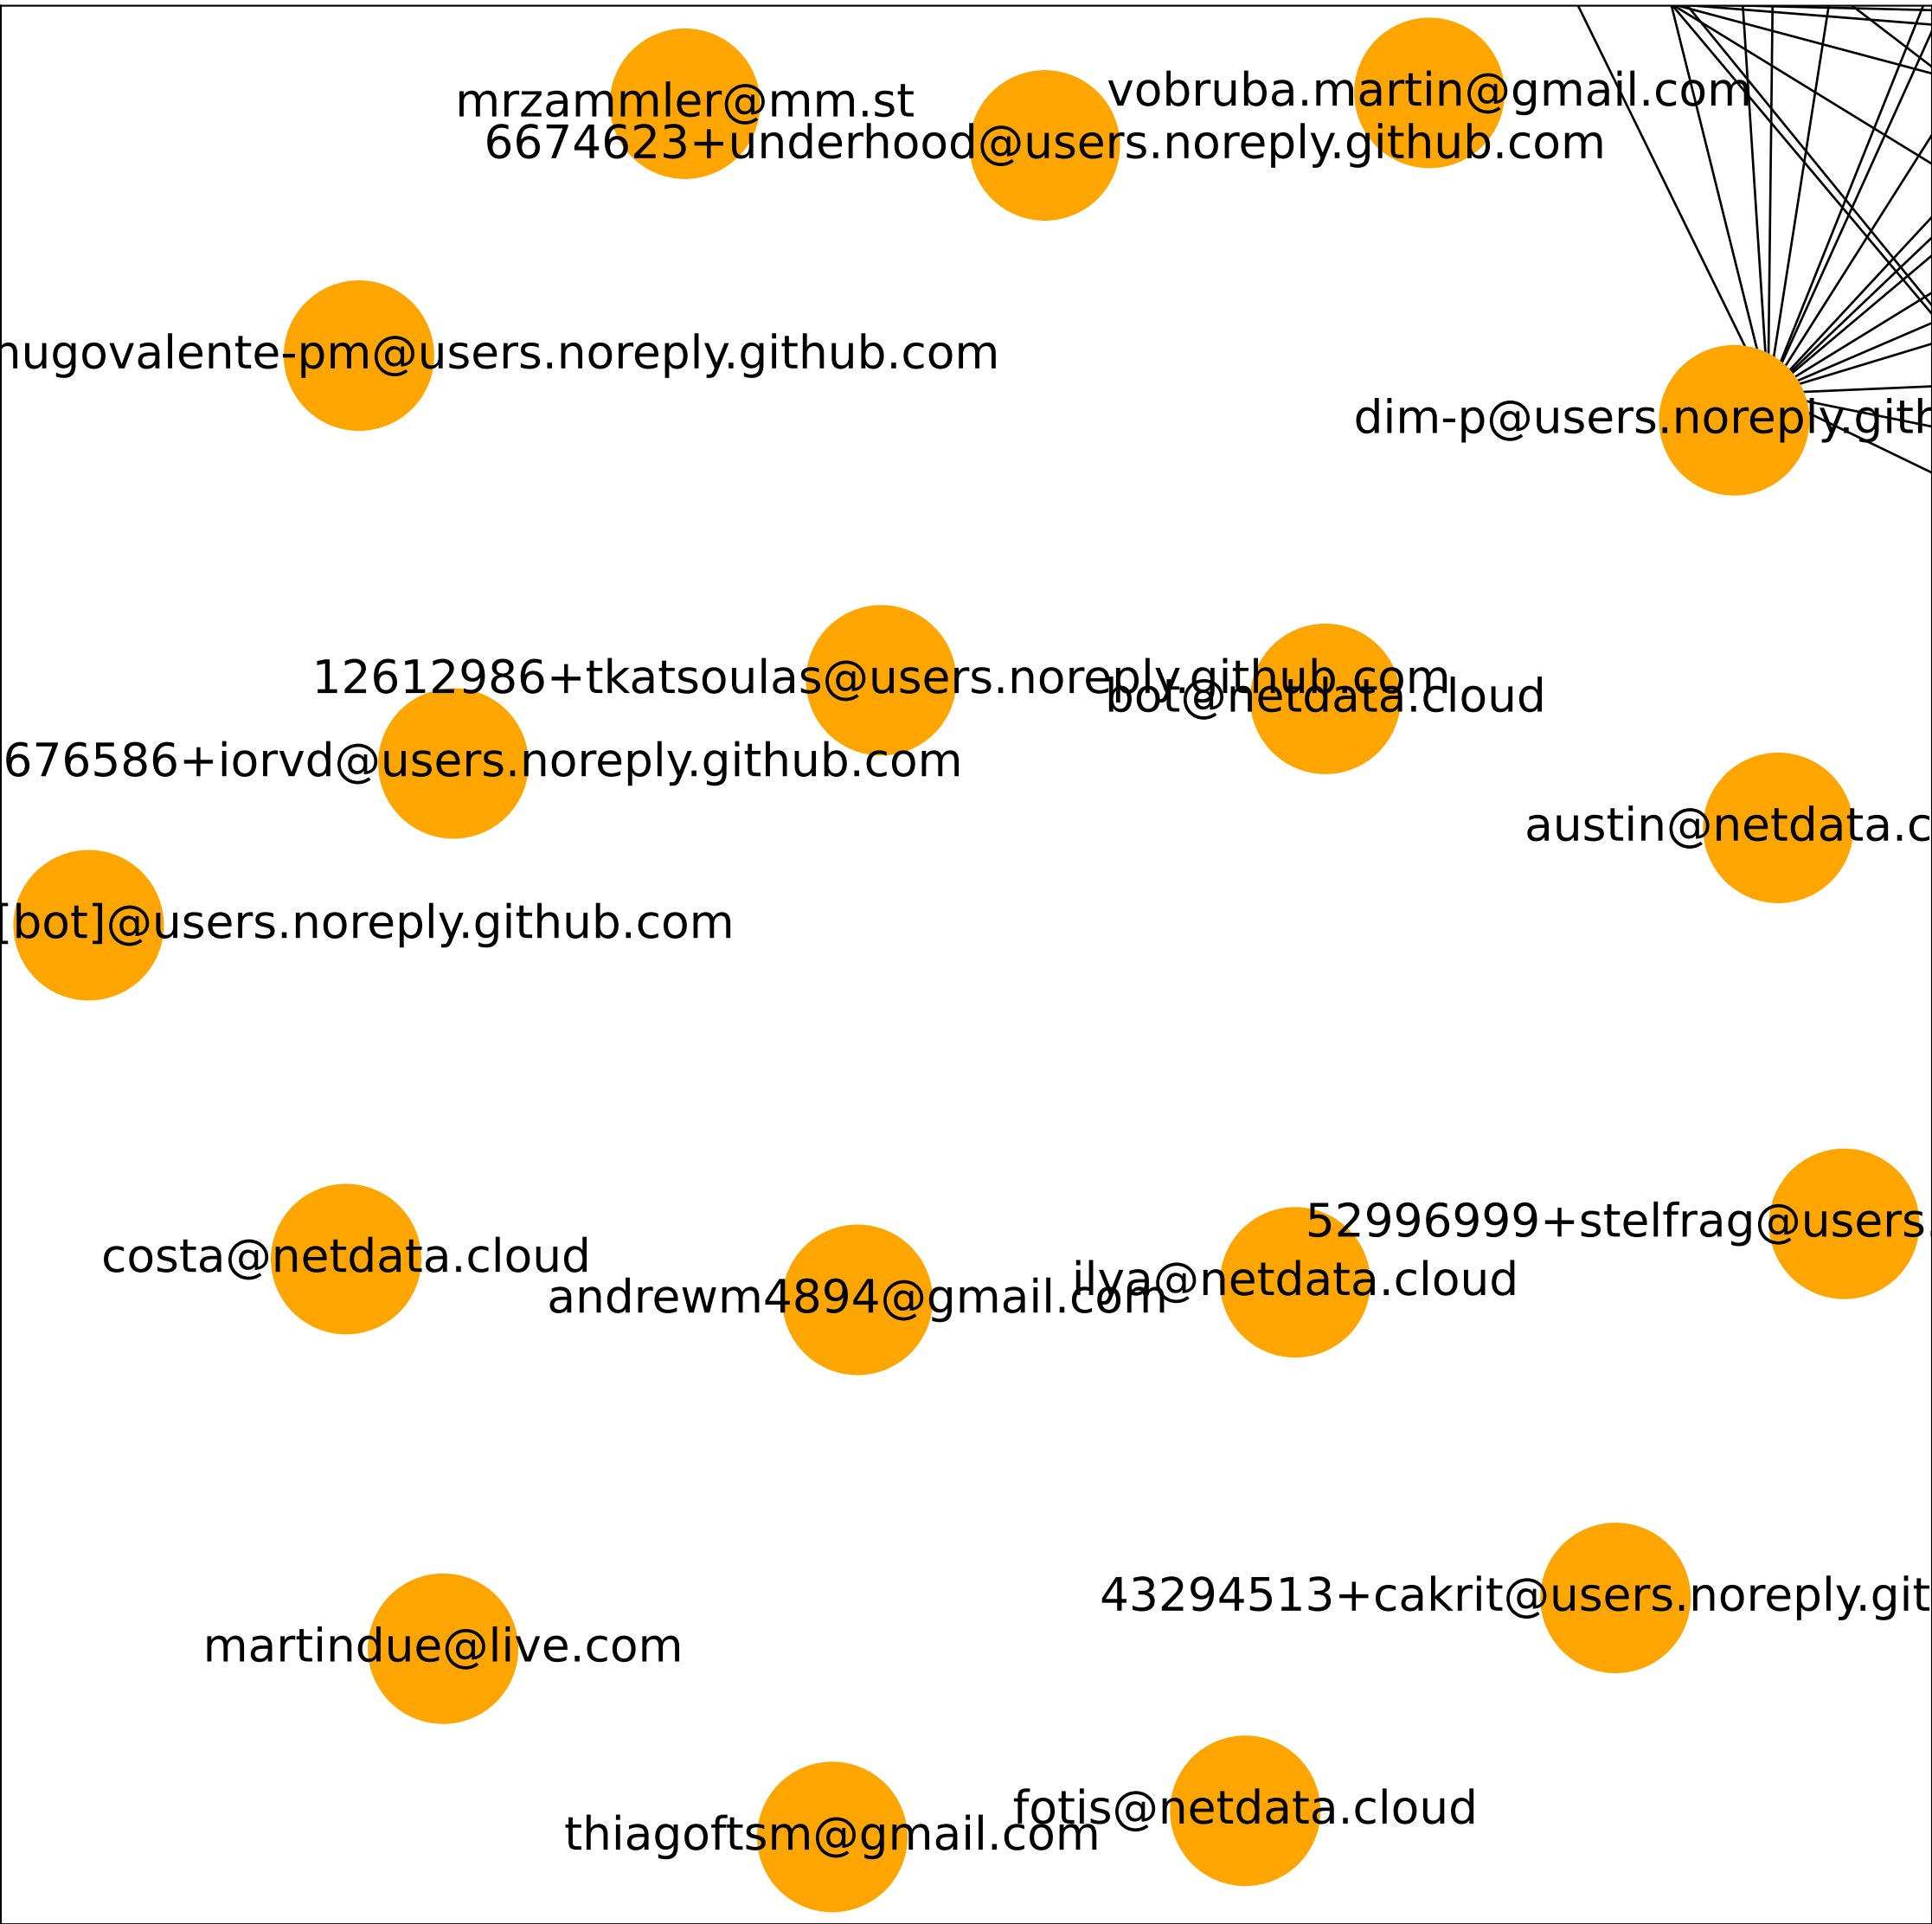 vobruba.martin@gmail.com
mrzammler@mm.st
6674623+underhood@users.noreply.github.com
hugovalente-pm@users.noreply.github.com
dim-p@users.noreply.gith
12612986+tkatsoulas@users.noreply.github.com
bot@netdata.cloud
676586+iorvd@users.noreply.github.com
austin@netdata.c
[bot]@users.noreply.github.com
52996999+stelfrag@users.
costa@netdata.cloud
ilya@netdata.cloud
andrewm4894@gmail.com
43294513+cakrit@users.noreply.git
martindue@live.com
fotis@netdata.cloud
thiagoftsm@gmail.com